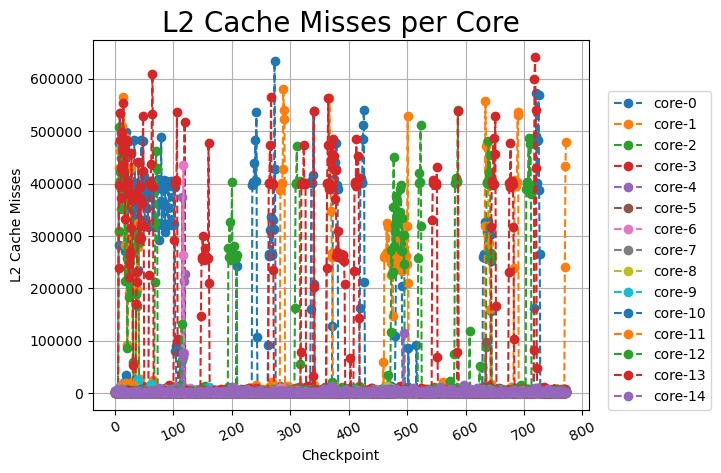 L2 Cache Misses per Core
L2 Cache Misses
600000
500000
400000
300000
200000
100000
0
0
100
200
300
400
500
600
700
800
Checkpoint
core-0
core-1
core-2
core-3
core-4
core-5
core-6
core-7
core-8
core-9
core-10
core-11
core-12
core-13
core-14